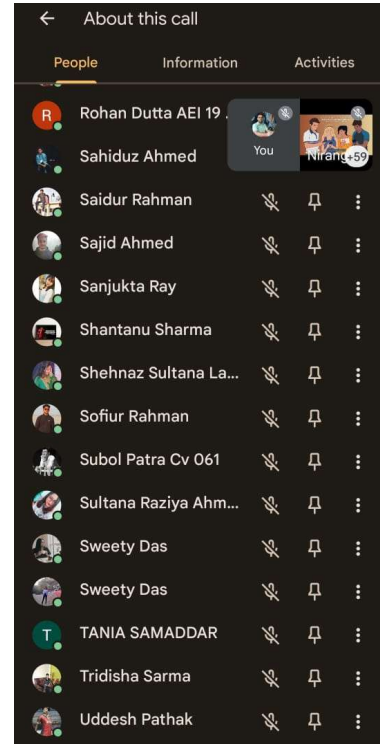 About this call
People Information Activities
R Rohan Dutta AEI 19 .
Sahiduz Ahmed
You Nirang +59
Saidur Rahman
Sajid Ahmed
Sanjukta Ray
Shantanu Sharma
Shehnaz Sultana La...
Sofiur Rahman
Subol Patra Cv 061
Sultana Raziya Ahm...
Sweety Das
Sweety Das
T TANIA SAMADDAR
Tridisha Sarma
Uddesh Pathak